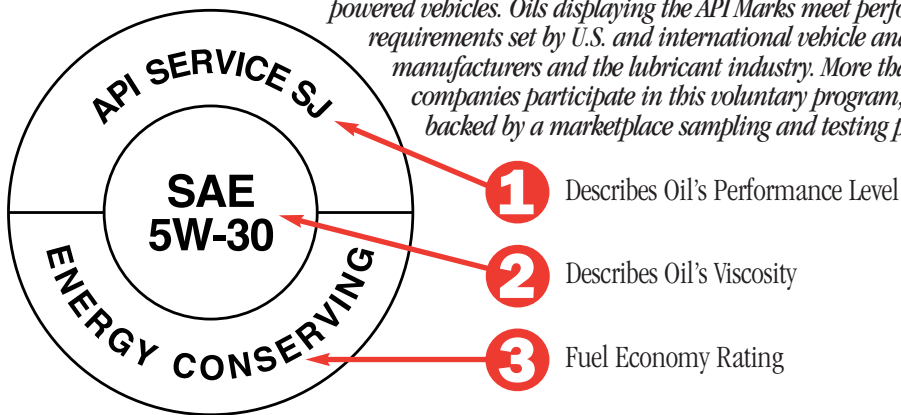 powered vehicles. Oils displaying the API Marks meet
requirements set by U.S. and international vehicle and
manufacturers and the lubricant industry. More
companies participate in this voluntary program,
backed by a marketplace sampling and testing
API SERVICE SJ
SAE
5W-30
ENERGY CONSERVING
1 Describes Oil's Performance Level
2 Describes Oil's Viscosity
3 Fuel Economy Rating